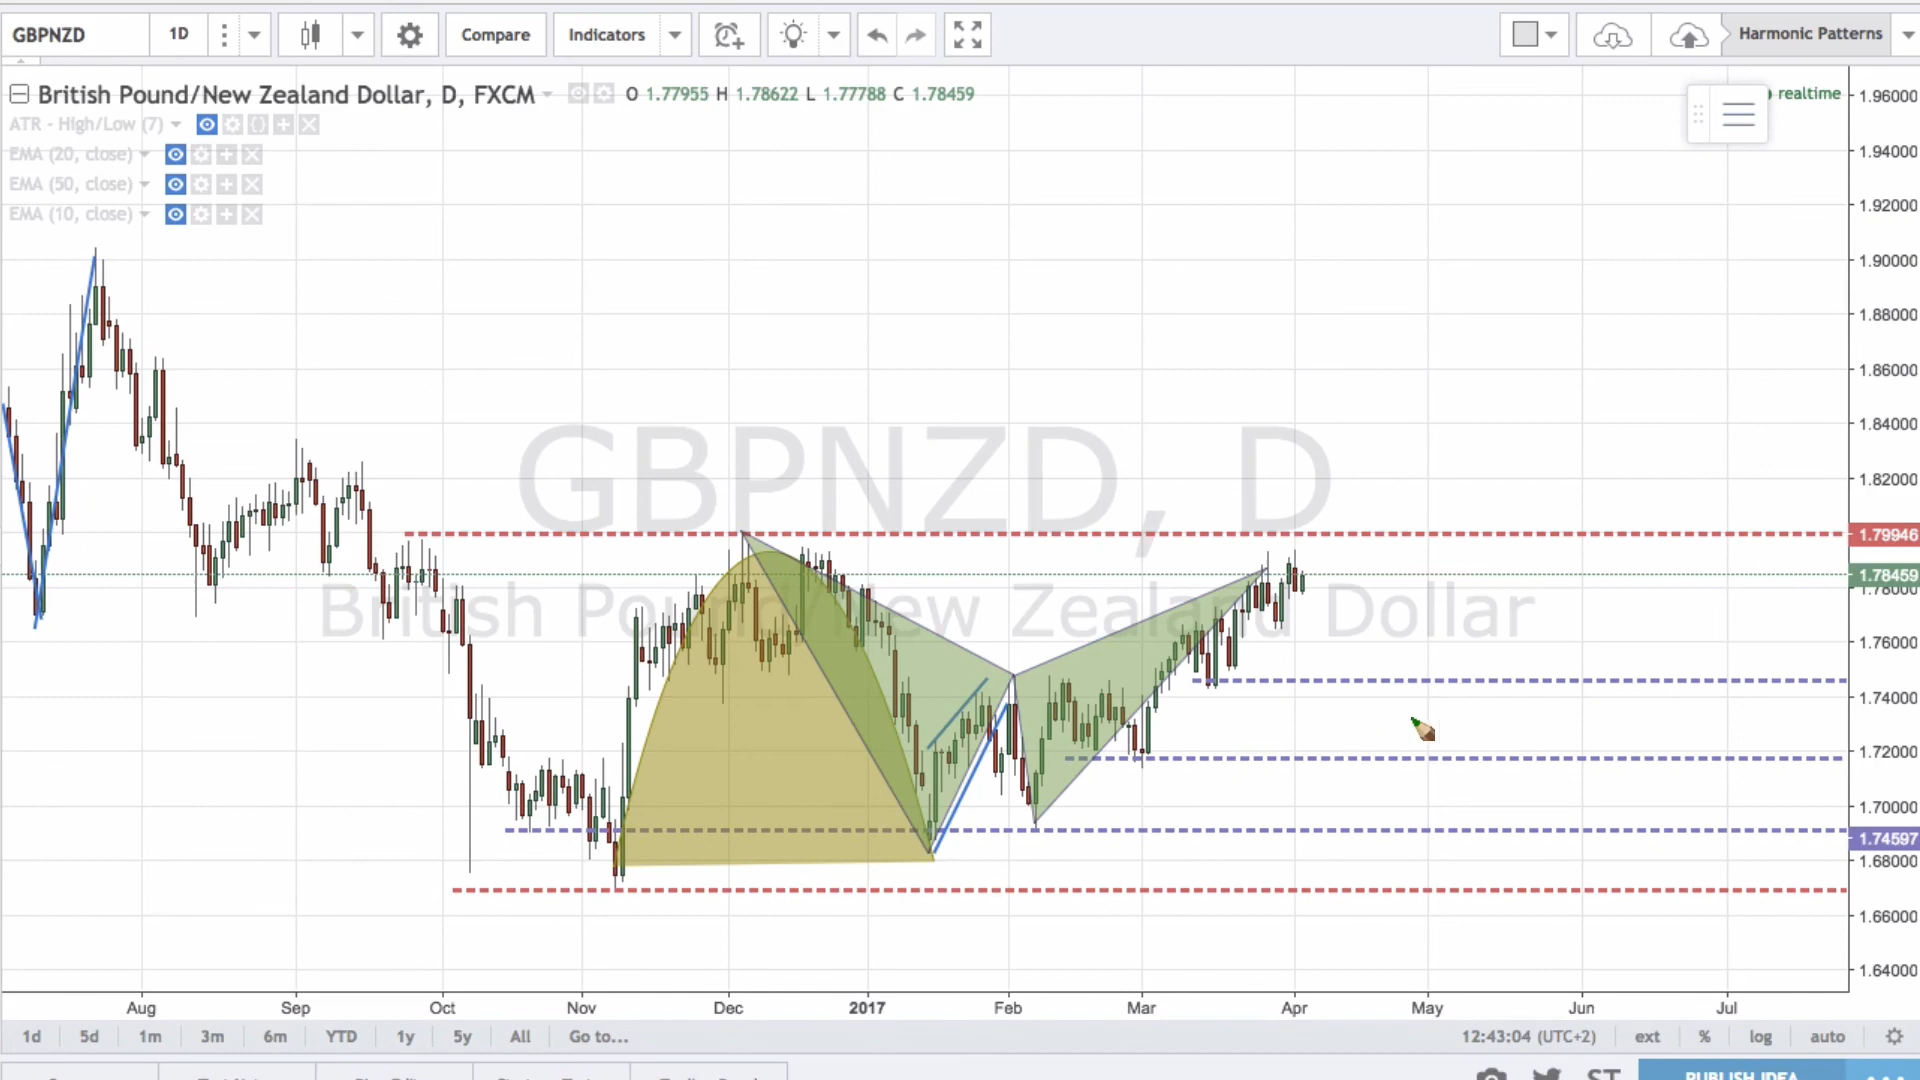 GBPNZD 1D Compare Indicators Harmonic Patterns
British Pound/New Zealand Dollar, D, FXCM O 1.77955 H 1.78622 L 1.77788 C 1.78459 realtime
ATR - High/Low (7)
EMA (20, close)
EMA (50, close)
EMA (10, close)
1.96000
1.94000
1.92000
1.90000
1.88000
1.86000
1.84000
1.82000
GBPNZD, D
1.79946
1.78459
1.78000
British Pound/New Zealand Dollar
1.76000
1.74000
1.72000
1.70000
1.74597
1.68000
1.66000
1.64000
Aug Sep Oct Nov Dec 2017 Feb Mar Apr May Jun Jul
1d 5d 1m 3m 6m YTD 1y 5y All Go to... 12:43:04 (UTC+2) ext % log auto
ST PUBLISH IDEA